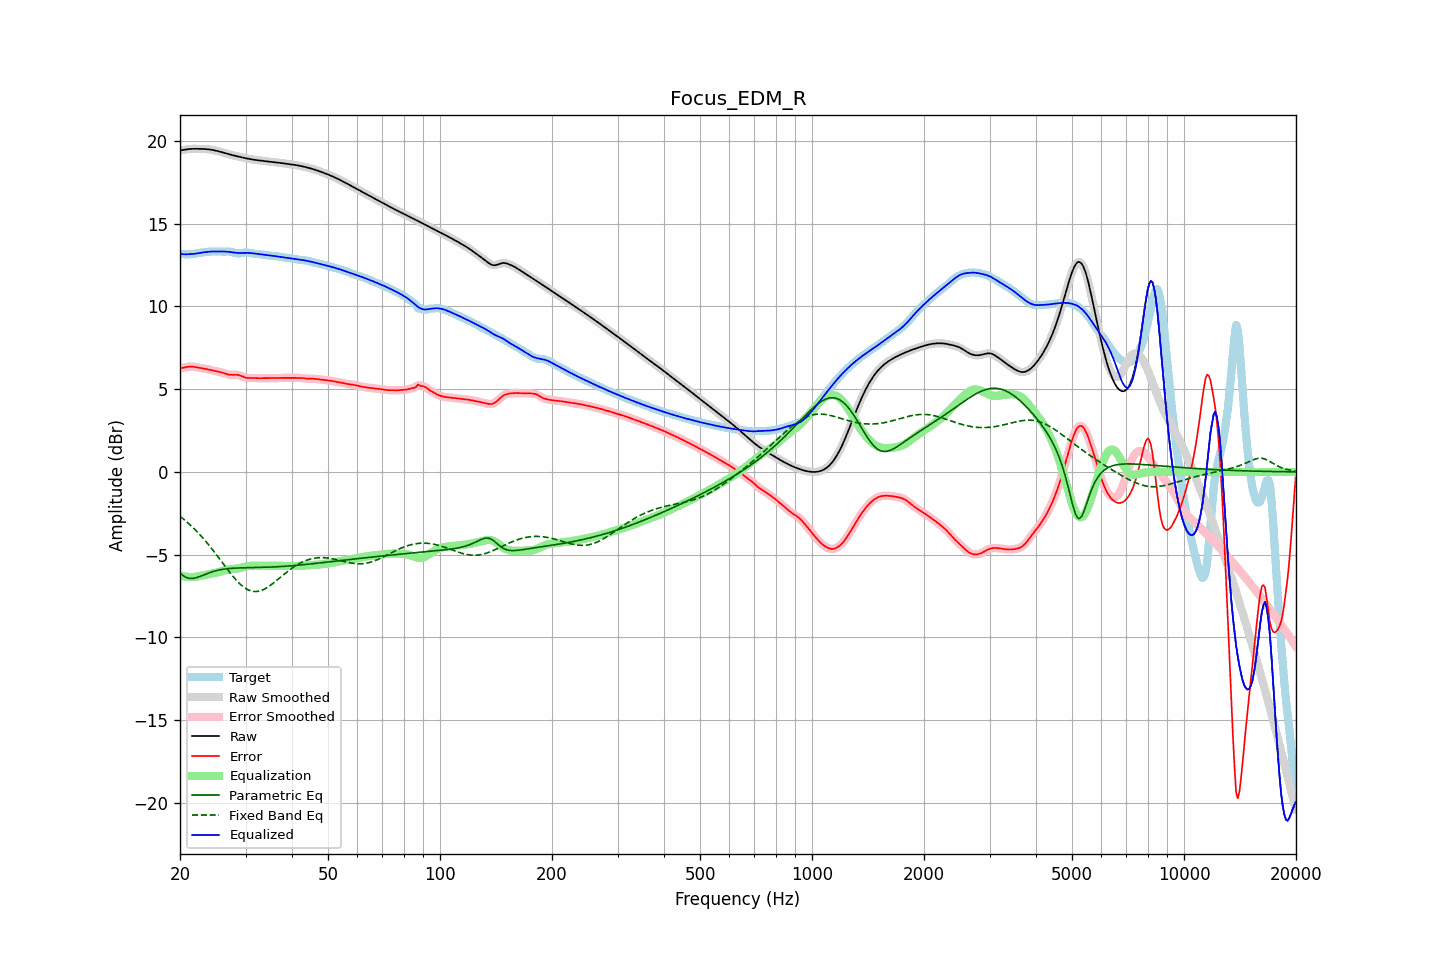 Focus_EDM_R
Amplitude (dBr)
20
15
10
5
0
−5
−10
−15
−20
Target
Raw Smoothed
Error Smoothed
Raw
Error
Equalization
Parametric Eq
Fixed Band Eq
Equalized
20 50 100 200 500 1000 2000 5000 10000 20000
Frequency (Hz)